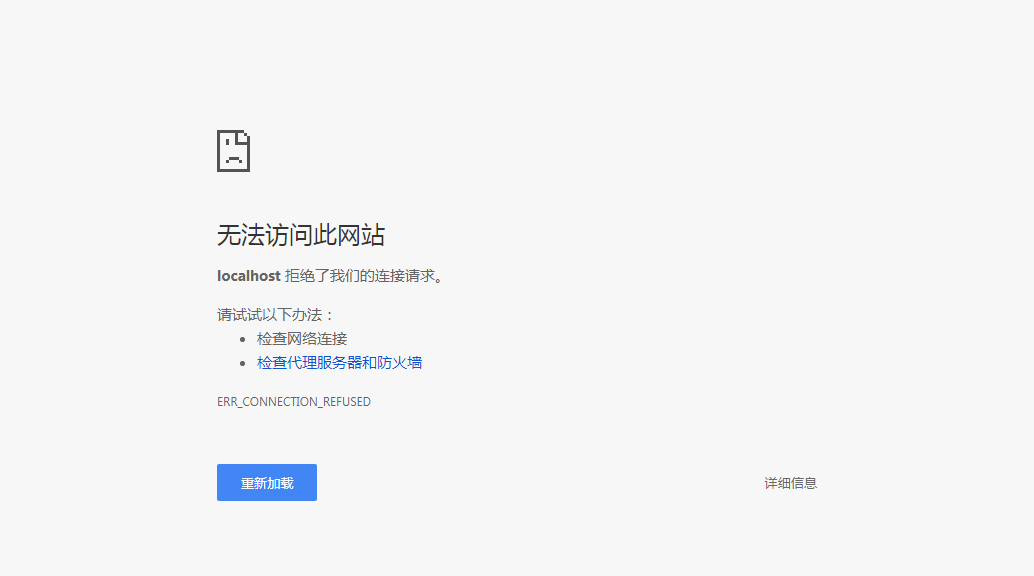 无法访问此网站
localhost 拒绝了我们的连接请求。
请试试以下办法：
检查网络连接
检查代理服务器和防火墙
ERR_CONNECTION_REFUSED
重新加载
详细信息